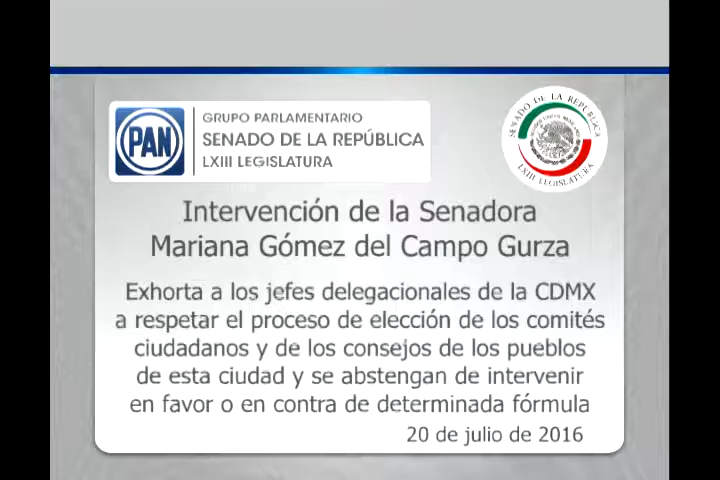 PAN
GRUPO PARLAMENTARIO
SENADO DE LA REPÚBLICA
LXIII LEGISLATURA
SENADO DE LA REPÚBLICA
LXIII LEGISLATURA
Intervención de la Senadora
Mariana Gómez del Campo Gurza
Exhorta a los jefes delegacionales de la CDMX
a respetar el proceso de elección de los comités
ciudadanos y de los consejos de los pueblos
de esta ciudad y se abstengan de intervenir
en favor o en contra de determinada fórmula
20 de julio de 2016